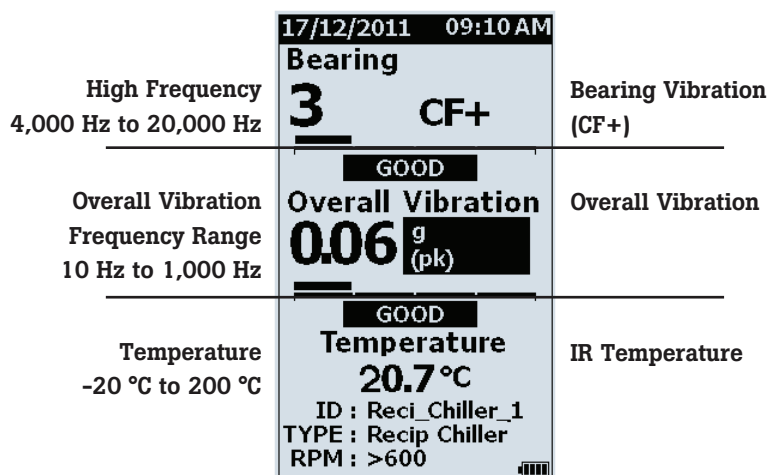 17/12/2011 09:10 AM
Bearing
High Frequency
4,000 Hz to 20,000 Hz
3 CF+
Bearing Vibration
(CF+)
GOOD
Overall Vibration
Frequency Range
10 Hz to 1,000 Hz
Overall Vibration
0.06 g
(pk)
Overall Vibration
GOOD
Temperature
-20 °C to 200 °C
Temperature
20.7 °C
IR Temperature
ID : Reci_Chiller_1
TYPE : Recip Chiller
RPM : >600